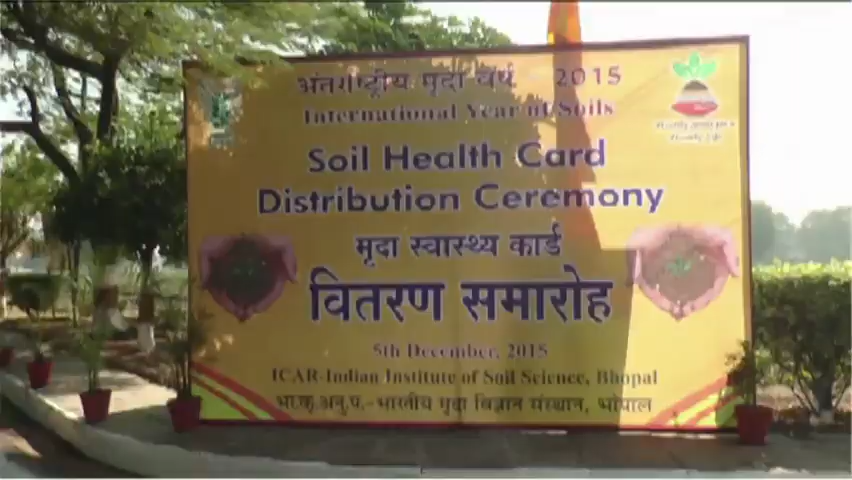 अंतर्राष्ट्रीय मृदा वर्ष - 2015
International Year of Soils
Soil Health Card
Distribution Ceremony
मृदा स्वास्थ्य कार्ड
वितरण समारोह
5th December, 2015
ICAR-Indian Institute of Soil Science, Bhopal
भा.कृ.अनु.प.-भारतीय मृदा विज्ञान संस्थान, भोपाल